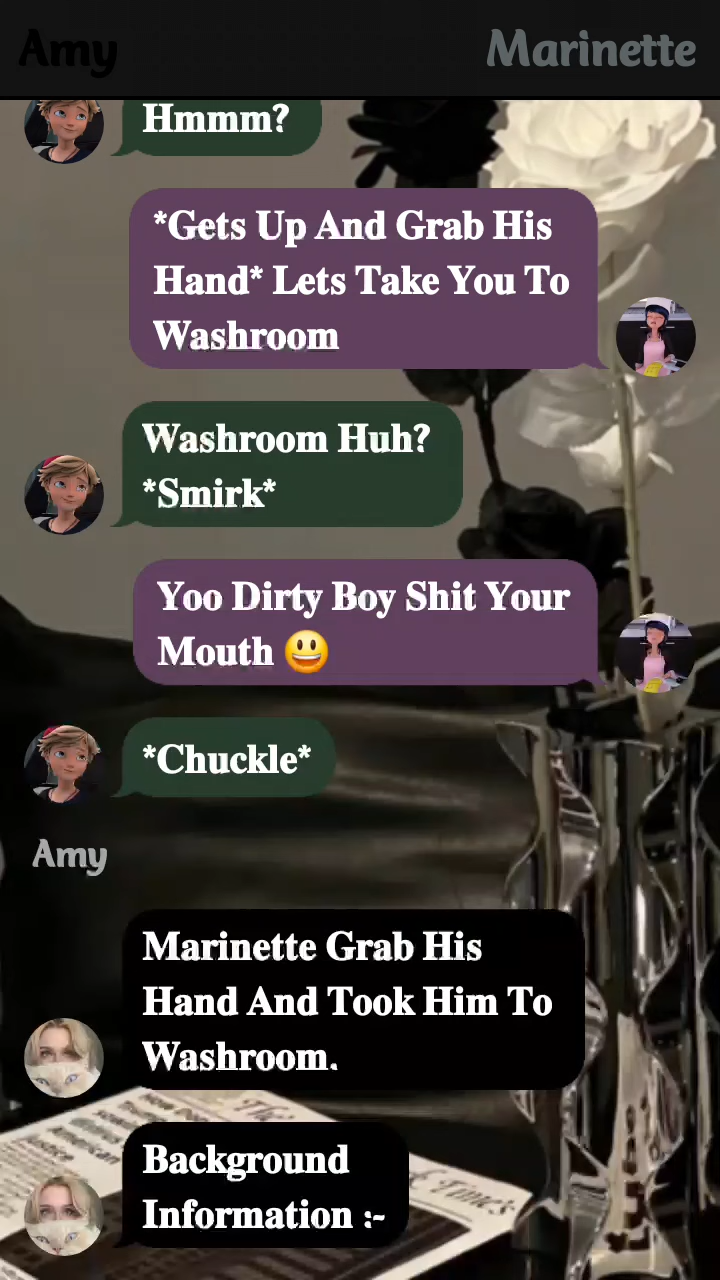 Amy
Marinette
Hmmm?
*Gets Up And Grab His
Hand* Lets Take You To
Washroom
Washroom Huh?
*Smirk*
Yoo Dirty Boy Shit Your
Mouth 😃
*Chuckle*
Amy
Marinette Grab His
Hand And Took Him To
Washroom.
Background
Information :-